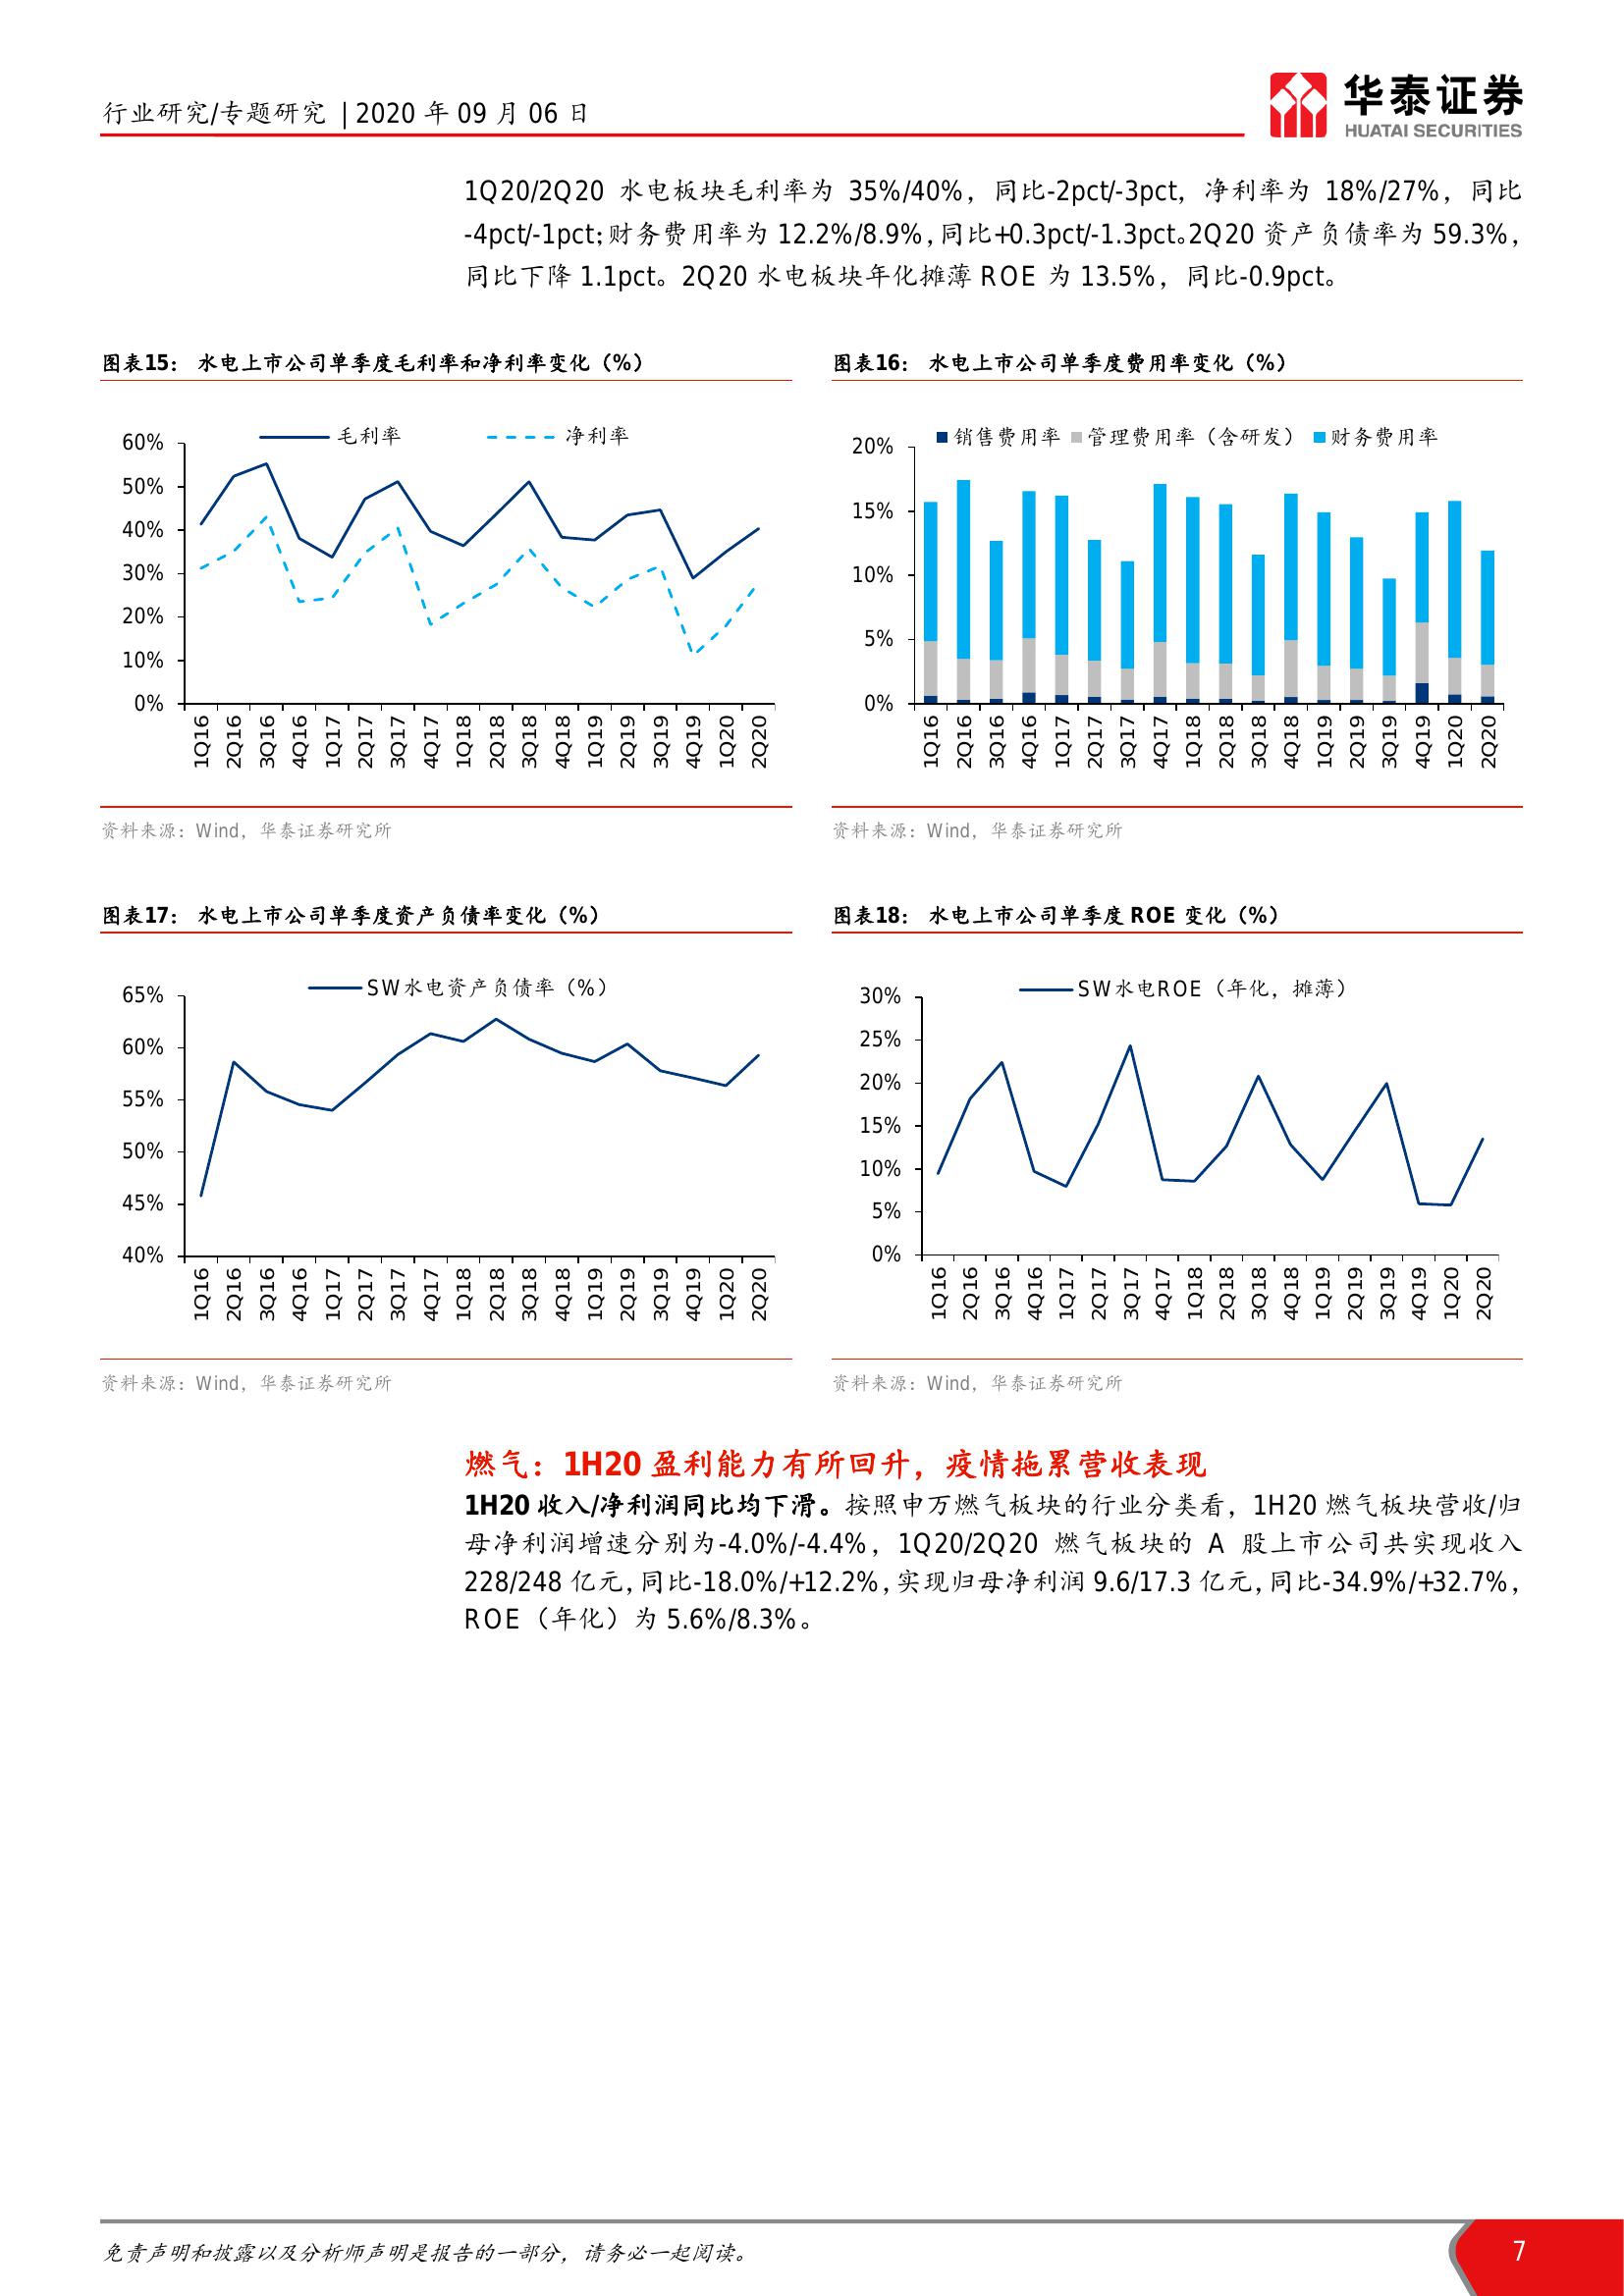 行业研究/专题研究 | 2020 年 09 月 06 日
华泰证券
HUATAI SECURITIES
1Q20/2Q20 水电板块毛利率为 35%/40%，同比-2pct/-3pct，净利率为 18%/27%，同比
-4pct/-1pct；财务费用率为 12.2%/8.9%，同比+0.3pct/-1.3pct。2Q20 资产负债率为 59.3%，
同比下降 1.1pct。2Q20 水电板块年化摊薄 ROE 为 13.5%，同比-0.9pct。
图表15： 水电上市公司单季度毛利率和净利率变化（%）
毛利率 净利率
60%
50%
40%
30%
20%
10%
0%
1Q16 2Q16 3Q16 4Q16 1Q17 2Q17 3Q17 4Q17 1Q18 2Q18 3Q18 4Q18 1Q19 2Q19 3Q19 4Q19 1Q20 2Q20
资料来源：Wind，华泰证券研究所
图表16： 水电上市公司单季度费用率变化（%）
销售费用率 管理费用率（含研发） 财务费用率
20%
15%
10%
5%
0%
1Q16 2Q16 3Q16 4Q16 1Q17 2Q17 3Q17 4Q17 1Q18 2Q18 3Q18 4Q18 1Q19 2Q19 3Q19 4Q19 1Q20 2Q20
资料来源：Wind，华泰证券研究所
图表17： 水电上市公司单季度资产负债率变化（%）
SW水电资产负债率（%）
65%
60%
55%
50%
45%
40%
1Q16 2Q16 3Q16 4Q16 1Q17 2Q17 3Q17 4Q17 1Q18 2Q18 3Q18 4Q18 1Q19 2Q19 3Q19 4Q19 1Q20 2Q20
资料来源：Wind，华泰证券研究所
图表18： 水电上市公司单季度 ROE 变化（%）
SW水电ROE（年化，摊薄）
30%
25%
20%
15%
10%
5%
0%
1Q16 2Q16 3Q16 4Q16 1Q17 2Q17 3Q17 4Q17 1Q18 2Q18 3Q18 4Q18 1Q19 2Q19 3Q19 4Q19 1Q20 2Q20
资料来源：Wind，华泰证券研究所
燃气：1H20 盈利能力有所回升，疫情拖累营收表现
1H20 收入/净利润同比均下滑。按照申万燃气板块的行业分类看，1H20 燃气板块营收/归
母净利润增速分别为-4.0%/-4.4%，1Q20/2Q20 燃气板块的 A 股上市公司共实现收入
228/248 亿元，同比-18.0%/+12.2%，实现归母净利润 9.6/17.3 亿元，同比-34.9%/+32.7%，
ROE（年化）为 5.6%/8.3%。
免责声明和披露以及分析师声明是报告的一部分，请务必一起阅读。
7